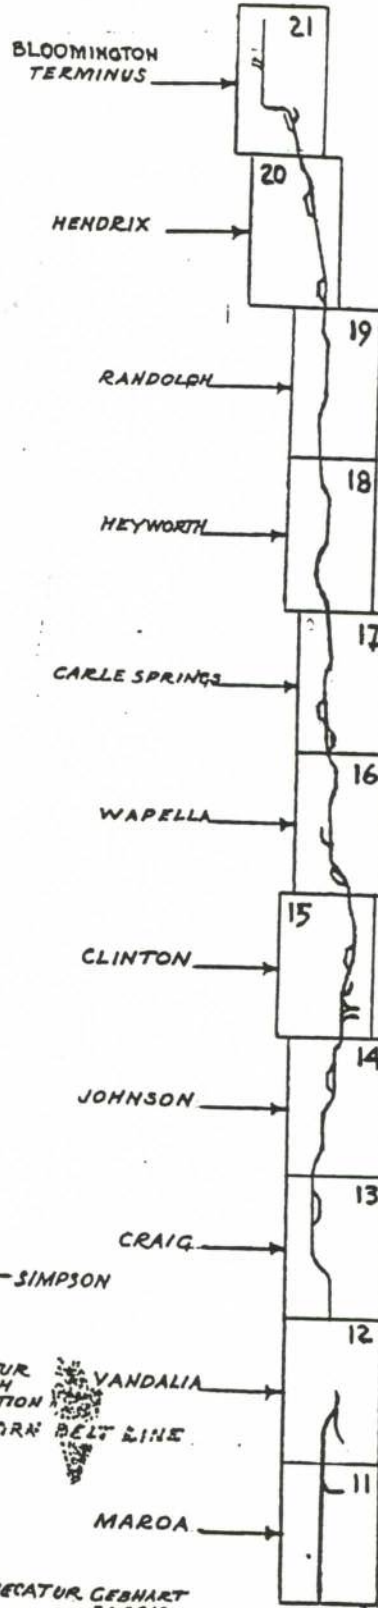 21
BLOOMINGTON
TERMINUS
20
HENDRIX
19
RANDOLPH
18
HEYWORTH
17
CARLE SPRINGS
16
WAPELLA
15
CLINTON
14
JOHNSON
13
CRAIG
SIMPSON
12
VANDALIA
BELT LINE
11
MAROA
DECATUR GEBHART